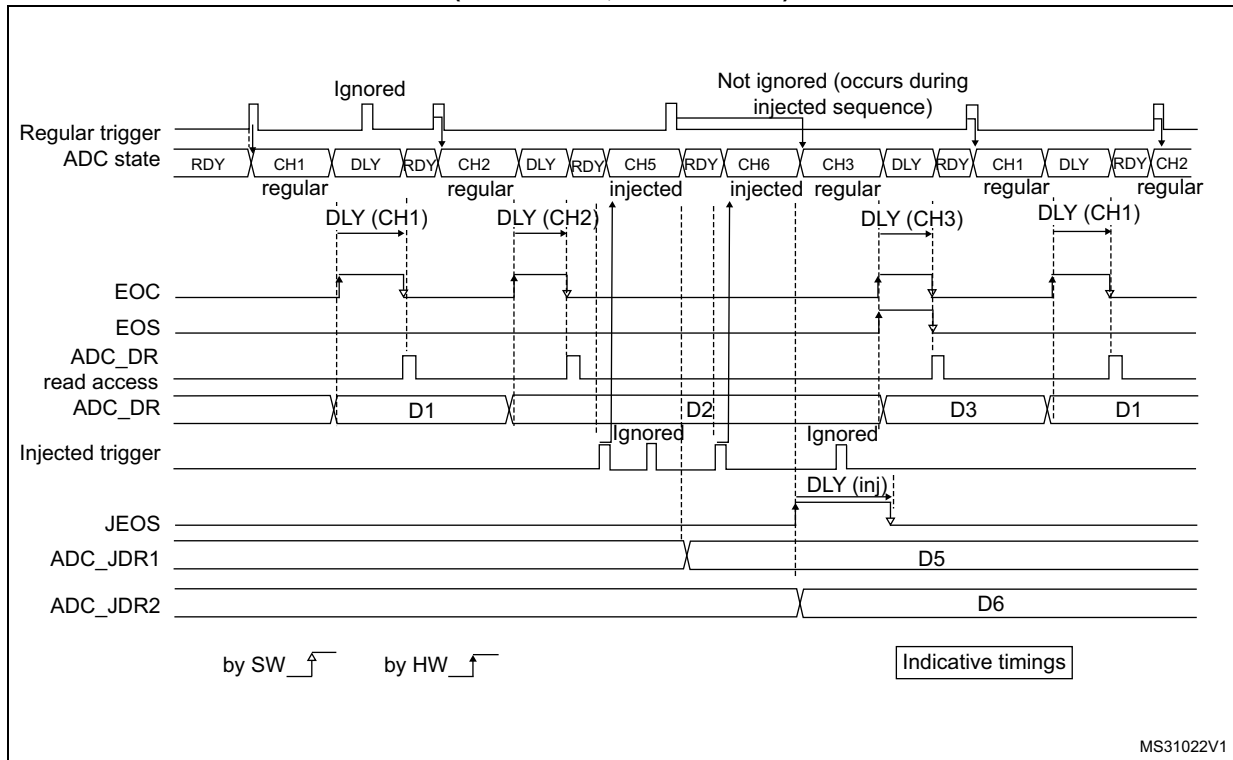 Ignored
Not ignored (occurs during
injected sequence)
Regular trigger
ADC state
RDY CH1 DLY RDY CH2 DLY RDY CH5 RDY CH6 CH3 DLY RDY CH1 DLY RDY CH2
regular regular injected injected regular regular regular
DLY (CH1) DLY (CH2) DLY (CH3) DLY (CH1)
EOC
EOS
ADC_DR
read access
ADC_DR D1 D2 D3 D1
Ignored Ignored
Injected trigger
DLY (inj)
JEOS
ADC_JDR1 D5
ADC_JDR2 D6
by SW by HW Indicative timings
MS31022V1